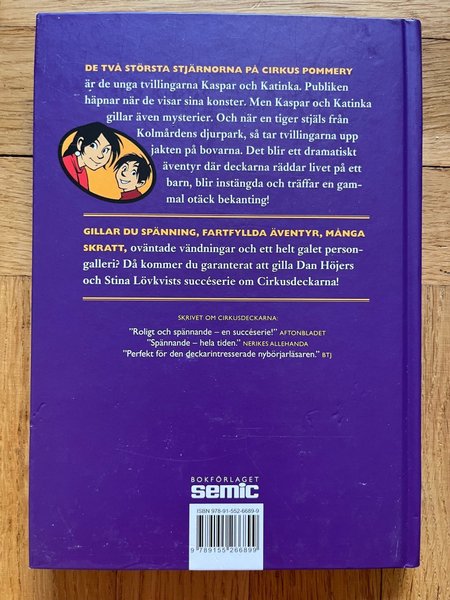 DE TVÅ STÖRSTA STJÄRNORNA PÅ CIRKUS POMMERY
är de unga tvillingarna Kaspar och Katinka. Publiken
häpnar när de visar sina konster. Men Kaspar och Katinka
gillar även mysterier. Och när en tiger stjäls från
Kolmårdens djurpark, så tar tvillingarna upp
jakten på bovarna. Det blir ett dramatiskt
äventyr där deckarna räddar livet på ett
barn, blir instängda och träffar en gam-
mal otäck bekanting!
GILLAR DU SPÄNNING, FARTFYLLDA ÄVENTYR, MÅNGA
SKRATT, oväntade vändningar och ett helt galet person-
galleri? Då kommer du garanterat att gilla Dan Höjers
och Stina Lövkvists succéserie om Cirkusdeckarna!
SKRIVET OM CIRKUSDECKARNA:
"Roligt och spännande – en succéserie!" AFTONBLADET
"Spännande – hela tiden." NERIKES ALLEHANDA
"Perfekt för den deckarintresserade nybörjarläsaren." BTJ
BOKFÖRLAGET
semic
ISBN 978-91-552-6689-9
9 789155 266899